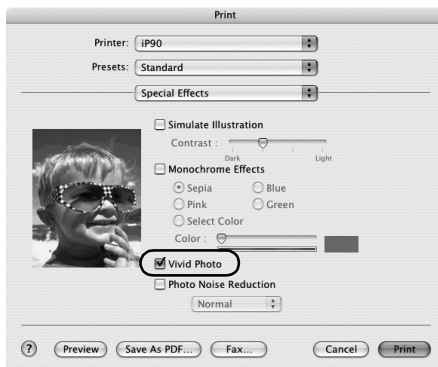 Print
Printer: iP90
Presets: Standard
Special Effects
Simulate Illustration
Contrast :
Dark Light
Monochrome Effects
Sepia Blue
Pink Green
Select Color
Color :
Vivid Photo
Photo Noise Reduction
Normal
? Preview Save As PDF... Fax... Cancel Print